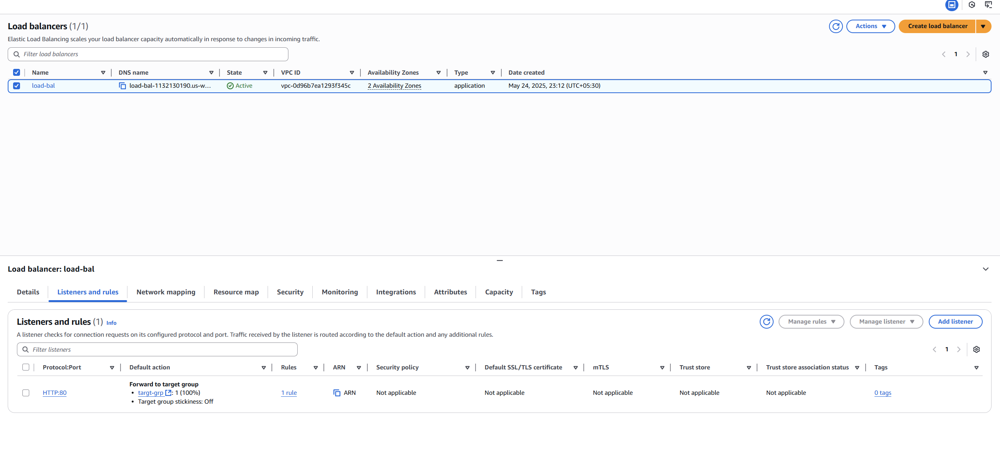 Load balancers (1/1)
Actions
Create load balancer
Elastic Load Balancing scales your load balancer capacity automatically in response to changes in incoming traffic.
Filter load balancers
1
Name DNS name State VPC ID Availability Zones Type Date created
load-bal load-bal-1132130190.us-w... Active vpc-0d96b7ea1293f345c 2 Availability Zones application May 24, 2025, 23:12 (UTC+05:30)
Load balancer: load-bal
Details Listeners and rules Network mapping Resource map Security Monitoring Integrations Attributes Capacity Tags
Listeners and rules (1) Info
Manage rules Manage listener Add listener
A listener checks for connection requests on its configured protocol and port. Traffic received by the listener is routed according to the default action and any additional rules.
Filter listeners
1
Protocol:Port Default action Rules ARN Security policy Default SSL/TLS certificate mTLS Trust store Trust store association status Tags
Forward to target group
HTTP:80 • targt-grp : 1 (100%) 1 rule ARN Not applicable Not applicable Not applicable Not applicable Not applicable 0 tags
• Target group stickiness: Off